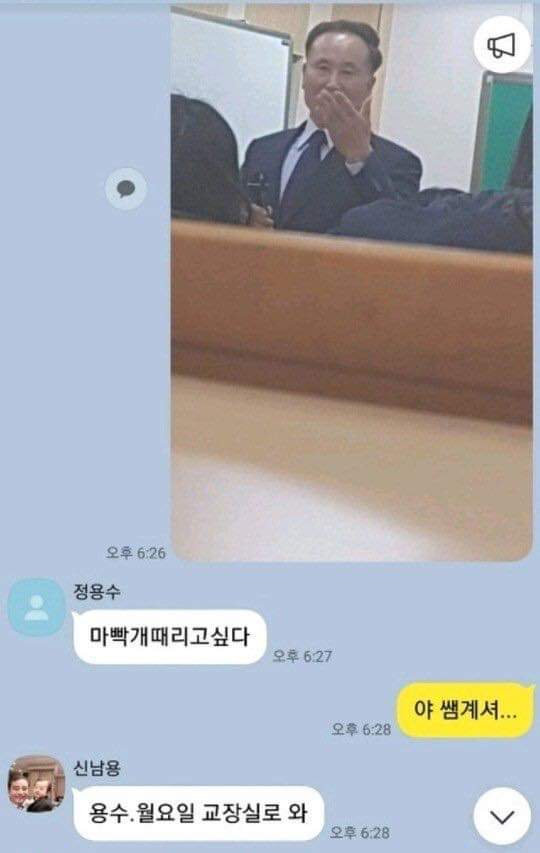 오후 6:26
정용수
마빡개때리고싶다
오후 6:27
야 쌤계셔...
오후 6:28
신남용
용수.월요일 교장실로 와
오후 6:28